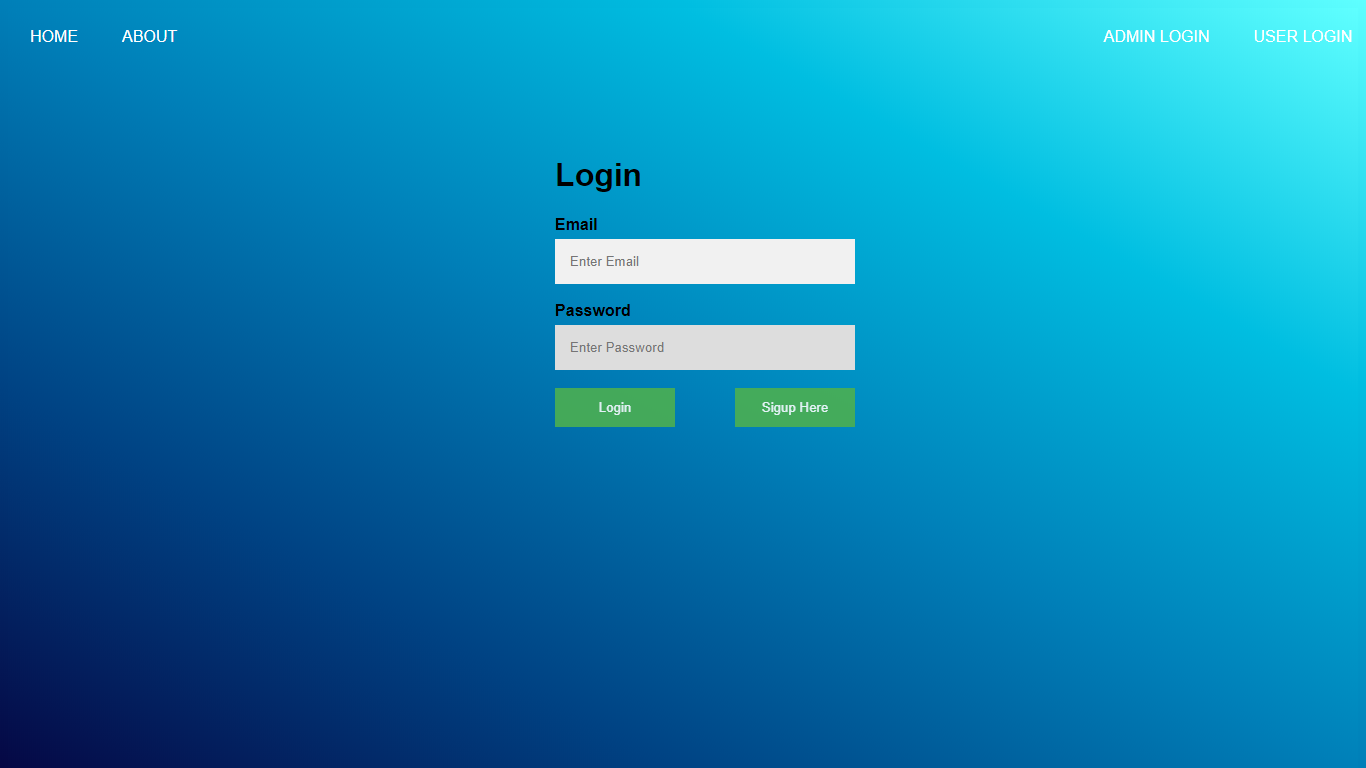 HOME ABOUT ADMIN LOGIN USER LOGIN
Login
Email
Enter Email
Password
Enter Password
Login Sigup Here